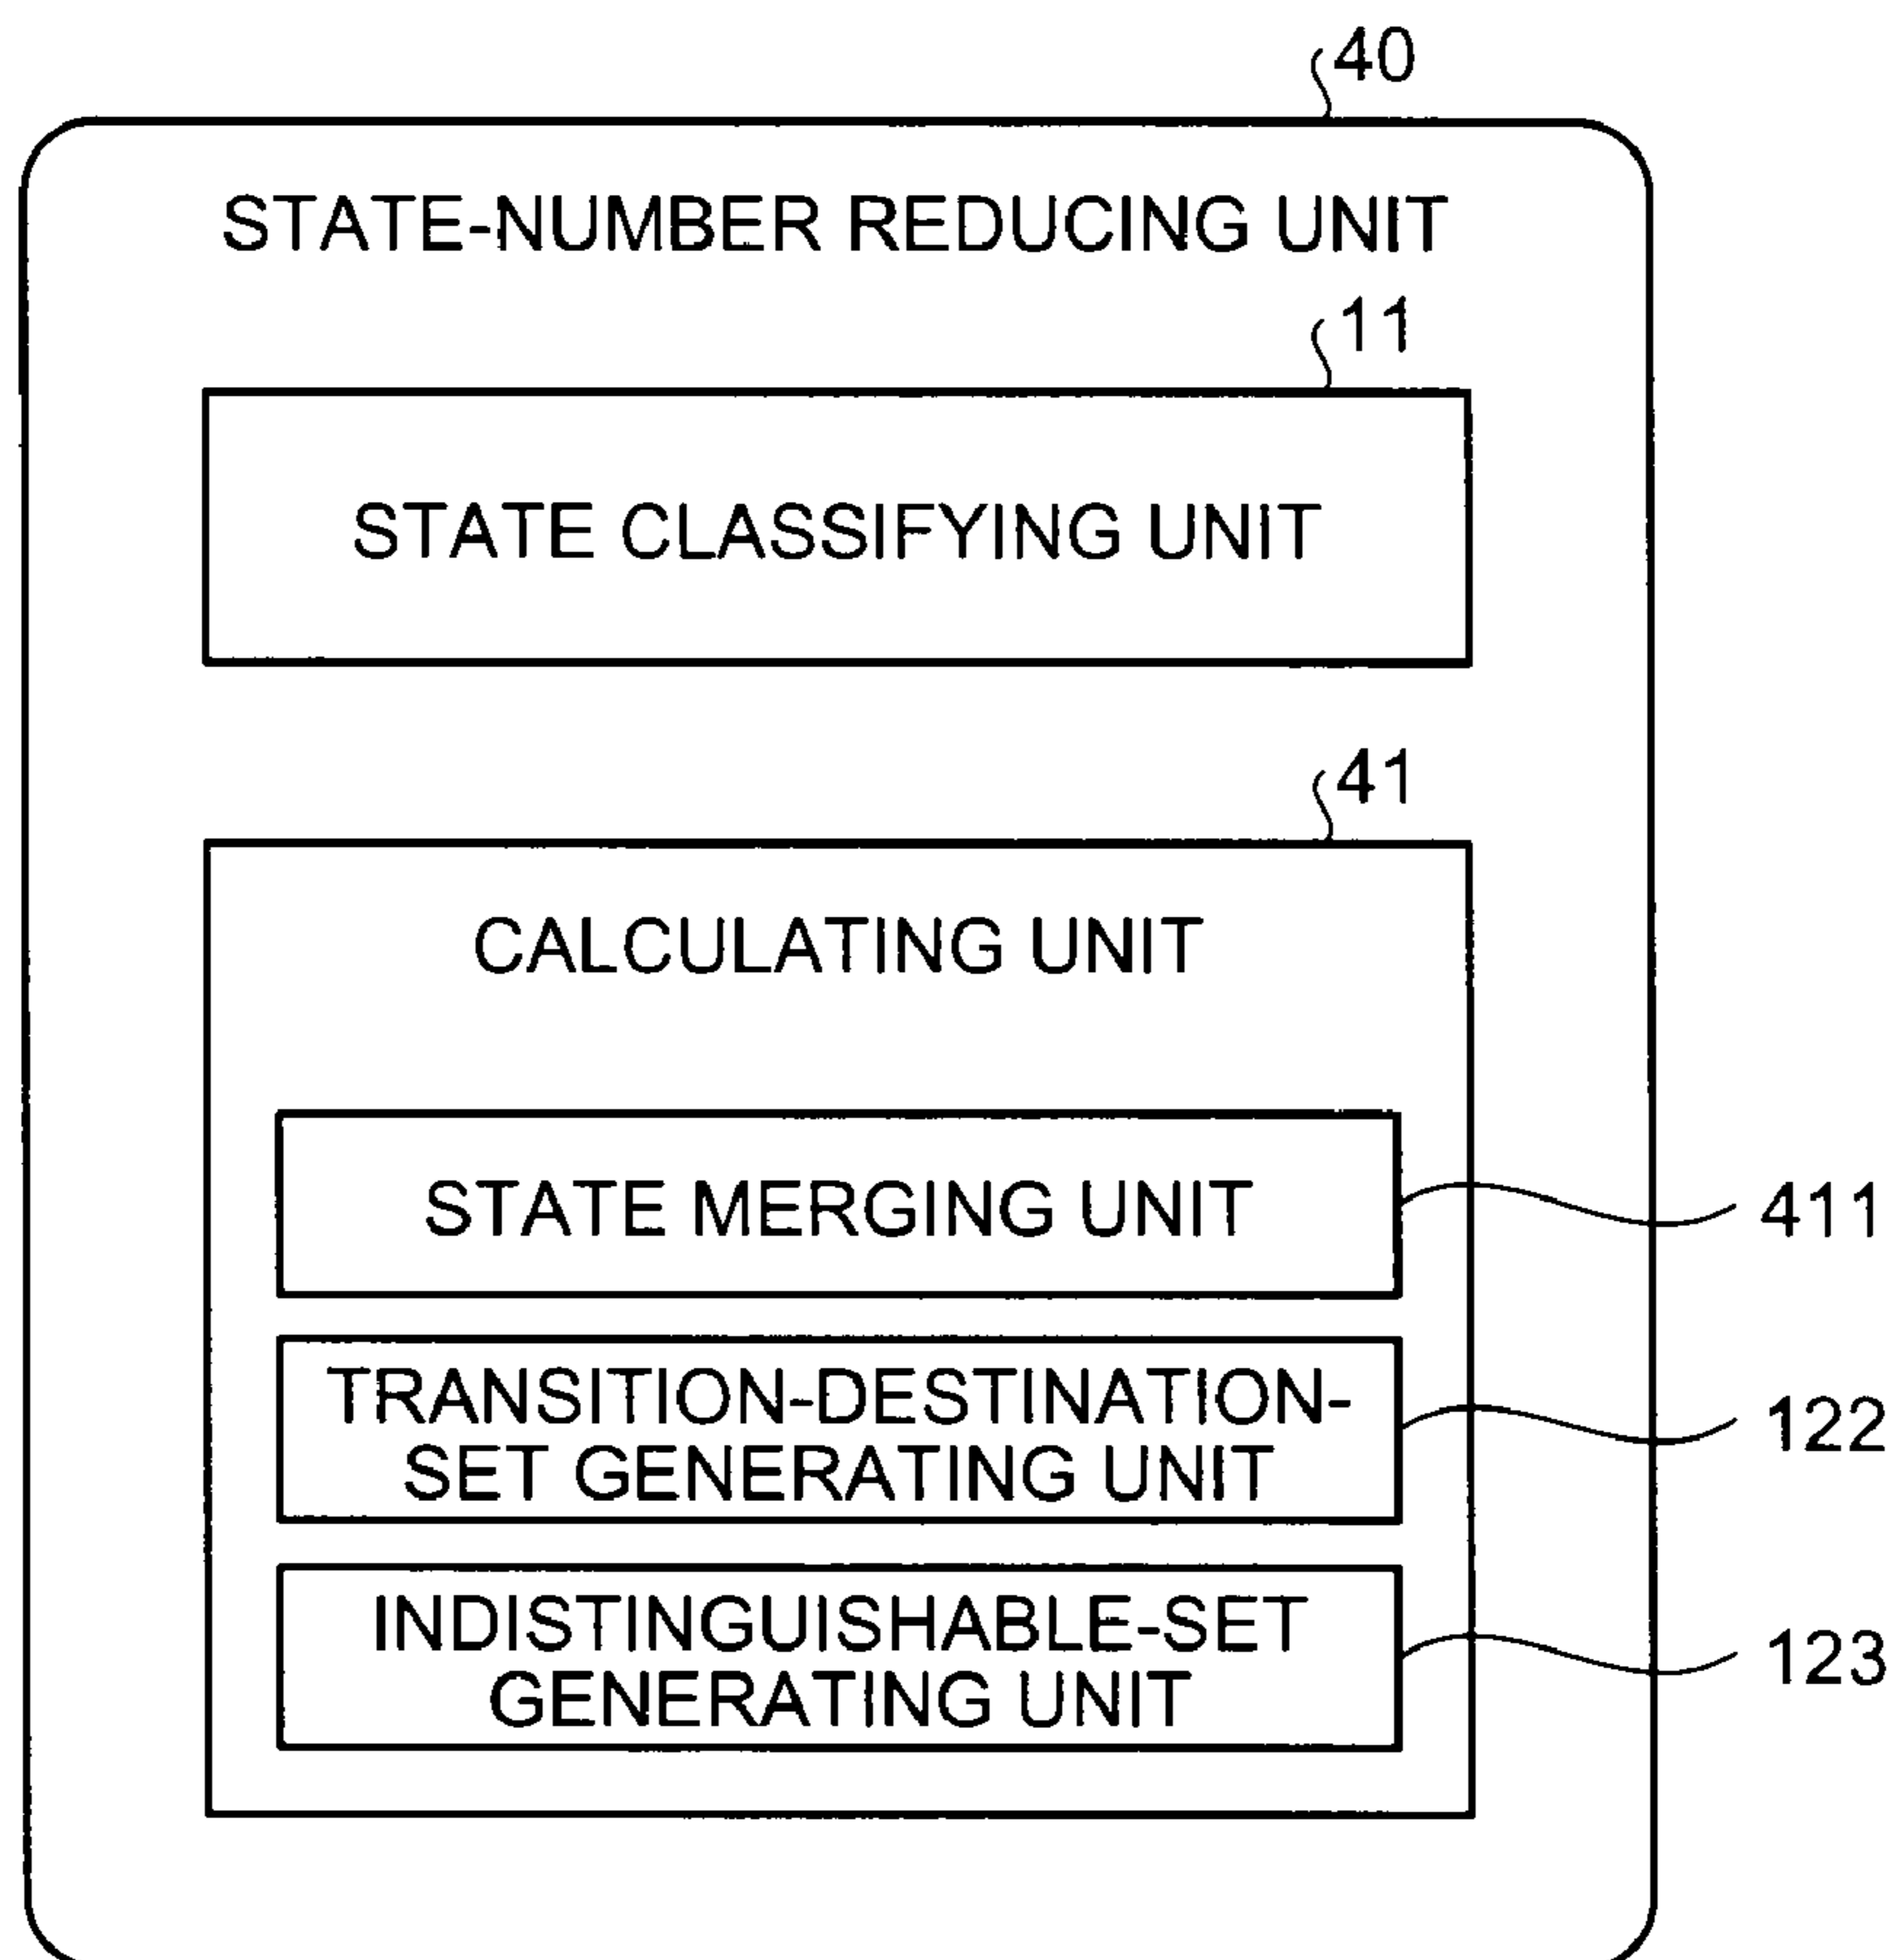 40
STATE-NUMBER REDUCING UNIT
11
STATE CLASSIFYING UNIT
41
CALCULATING UNIT
STATE MERGING UNIT
411
TRANSITION-DESTINATION-
SET GENERATING UNIT
122
INDISTINGUISHABLE-SET
GENERATING UNIT
123